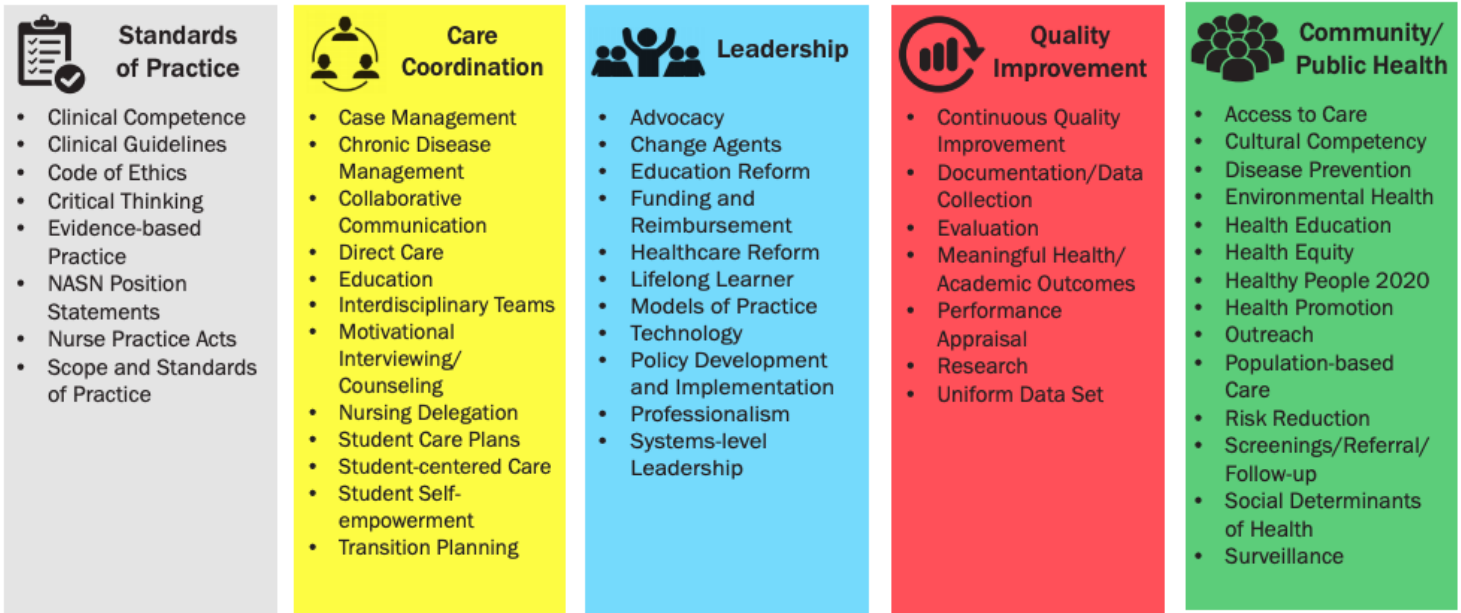 Standards
of Practice
• Clinical Competence
• Clinical Guidelines
• Code of Ethics
• Critical Thinking
• Evidence-based
Practice
• NASN Position
Statements
• Nurse Practice Acts
• Scope and Standards
of Practice
Care
Coordination
• Case Management
• Chronic Disease
Management
• Collaborative
Communication
• Direct Care
• Education
• Interdisciplinary Teams
• Motivational
Interviewing/
Counseling
• Nursing Delegation
• Student Care Plans
• Student-centered Care
• Student Self-
empowerment
• Transition Planning
Leadership
• Advocacy
• Change Agents
• Education Reform
• Funding and
Reimbursement
• Healthcare Reform
• Lifelong Learner
• Models of Practice
• Technology
• Policy Development
and Implementation
• Professionalism
• Systems-level
Leadership
Quality
Improvement
• Continuous Quality
Improvement
• Documentation/Data
Collection
• Evaluation
• Meaningful Health/
Academic Outcomes
• Performance
Appraisal
• Research
• Uniform Data Set
Community/
Public Health
• Access to Care
• Cultural Competency
• Disease Prevention
• Environmental Health
• Health Education
• Health Equity
• Healthy People 2020
• Health Promotion
• Outreach
• Population-based
Care
• Risk Reduction
• Screenings/Referral/
Follow-up
• Social Determinants
of Health
• Surveillance